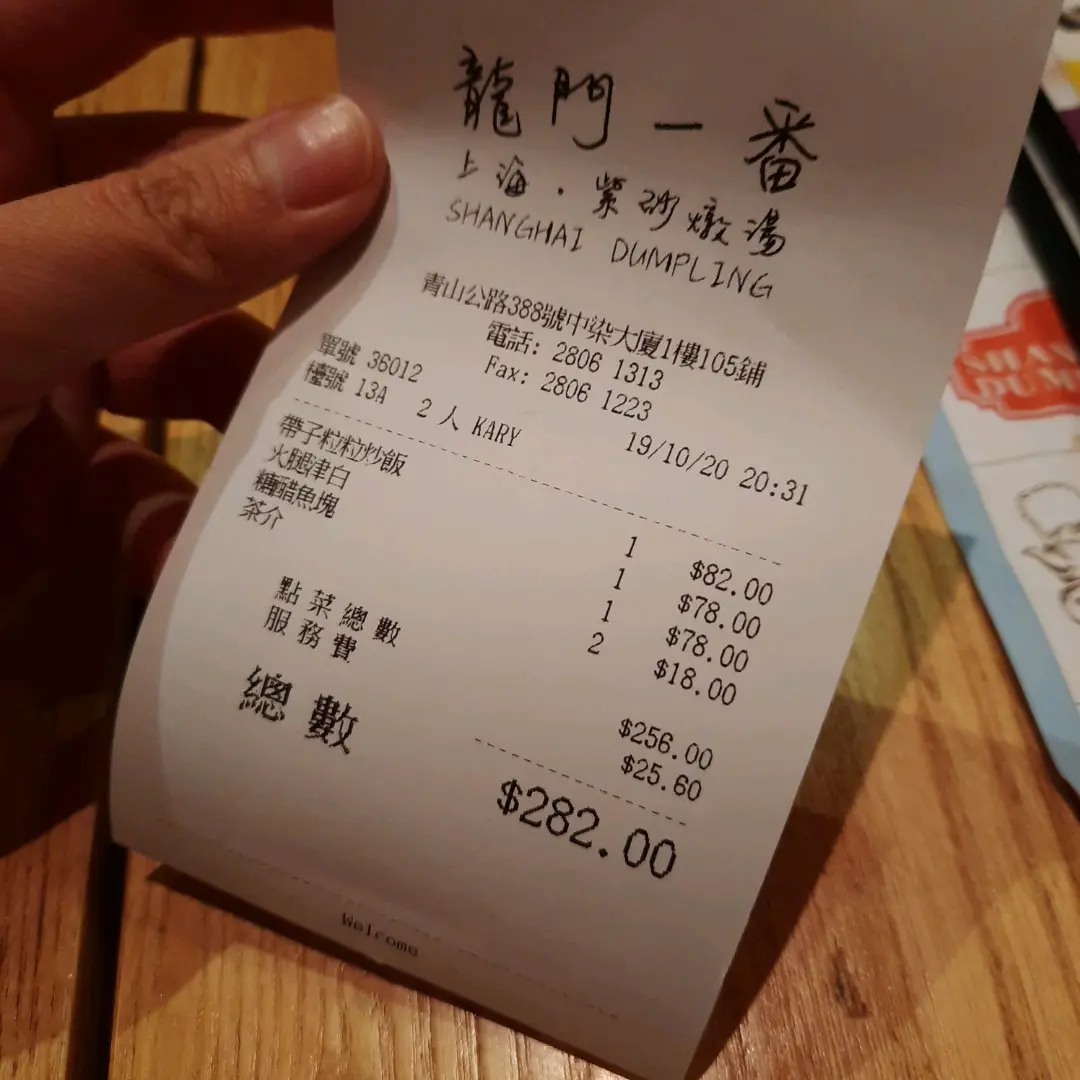 龍門一番
上海．紫砂燉湯
SHANGHAI DUMPLING
青山公路388號中染大廈1樓105鋪
電話: 2806 1313
Fax: 2806 1223
單號 36012
檯號 13A 2 人 KARY 19/10/20 20:31
帶子粒粒炒飯 1 $82.00
火腿津白 1 $78.00
糖醋魚塊 1 $78.00
茶介 2 $18.00
點菜總數 $256.00
服務費 $25.60
總數 $282.00
Welcome